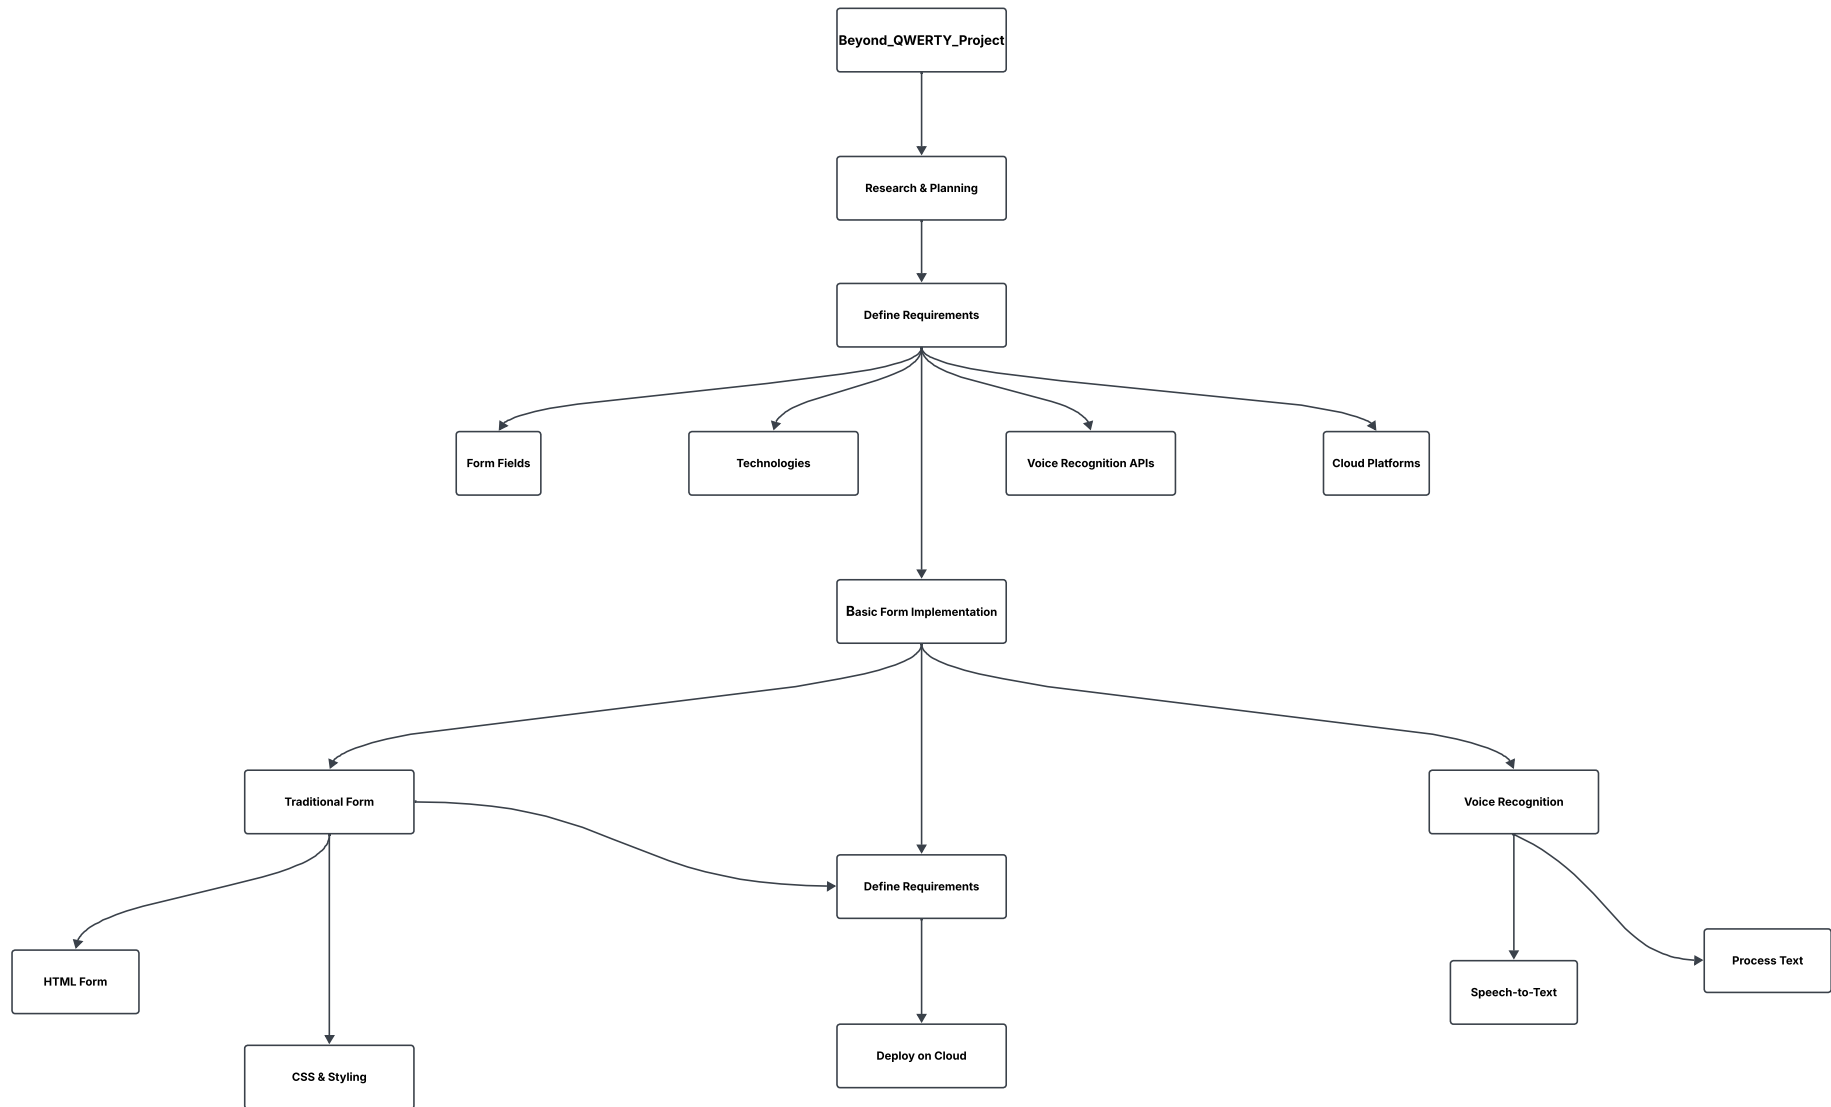 Beyond_QWERTY_Project
Research & Planning
Define Requirements
Form Fields
Technologies
Voice Recognition APIs
Cloud Platforms
Basic Form Implementation
Traditional Form
Voice Recognition
Define Requirements
Process Text
HTML Form
Speech-to-Text
Deploy on Cloud
CSS & Styling